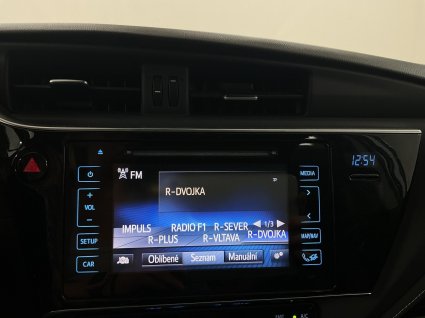 12:54
FM
MEDIA
R-DVOJKA
+
VOL
−
IMPULS RADIO F1 R-SEVER 1/3
R-PLUS R-VLTAVA R-DVOJKA
SETUP
MAP/NAV
CAR
Oblíbené Seznam Manuální
A/C